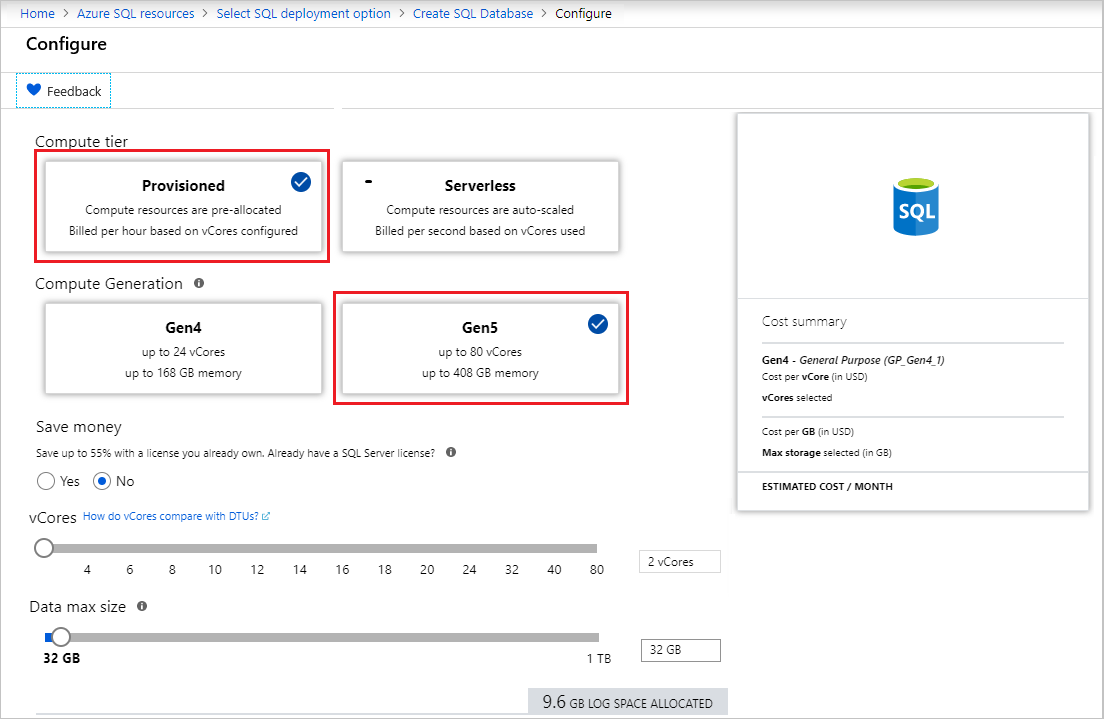 Home > Azure SQL resources > Select SQL deployment option > Create SQL Database > Configure
Configure
Feedback
Compute tier
Provisioned
Compute resources are pre-allocated
Billed per hour based on vCores configured
Serverless
Compute resources are auto-scaled
Billed per second based on vCores used
Compute Generation
Gen4
up to 24 vCores
up to 168 GB memory
Gen5
up to 80 vCores
up to 408 GB memory
Save money
Save up to 55% with a license you already own. Already have a SQL Server license?
Yes No
vCores How do vCores compare with DTUs?
4 6 8 10 12 14 16 18 20 24 32 40 80
2 vCores
Data max size
32 GB 1 TB
32 GB
9.6 GB LOG SPACE ALLOCATED
SQL
Cost summary
Gen4 - General Purpose (GP_Gen4_1)
Cost per vCore (in USD)
vCores selected
Cost per GB (in USD)
Max storage selected (in GB)
ESTIMATED COST / MONTH